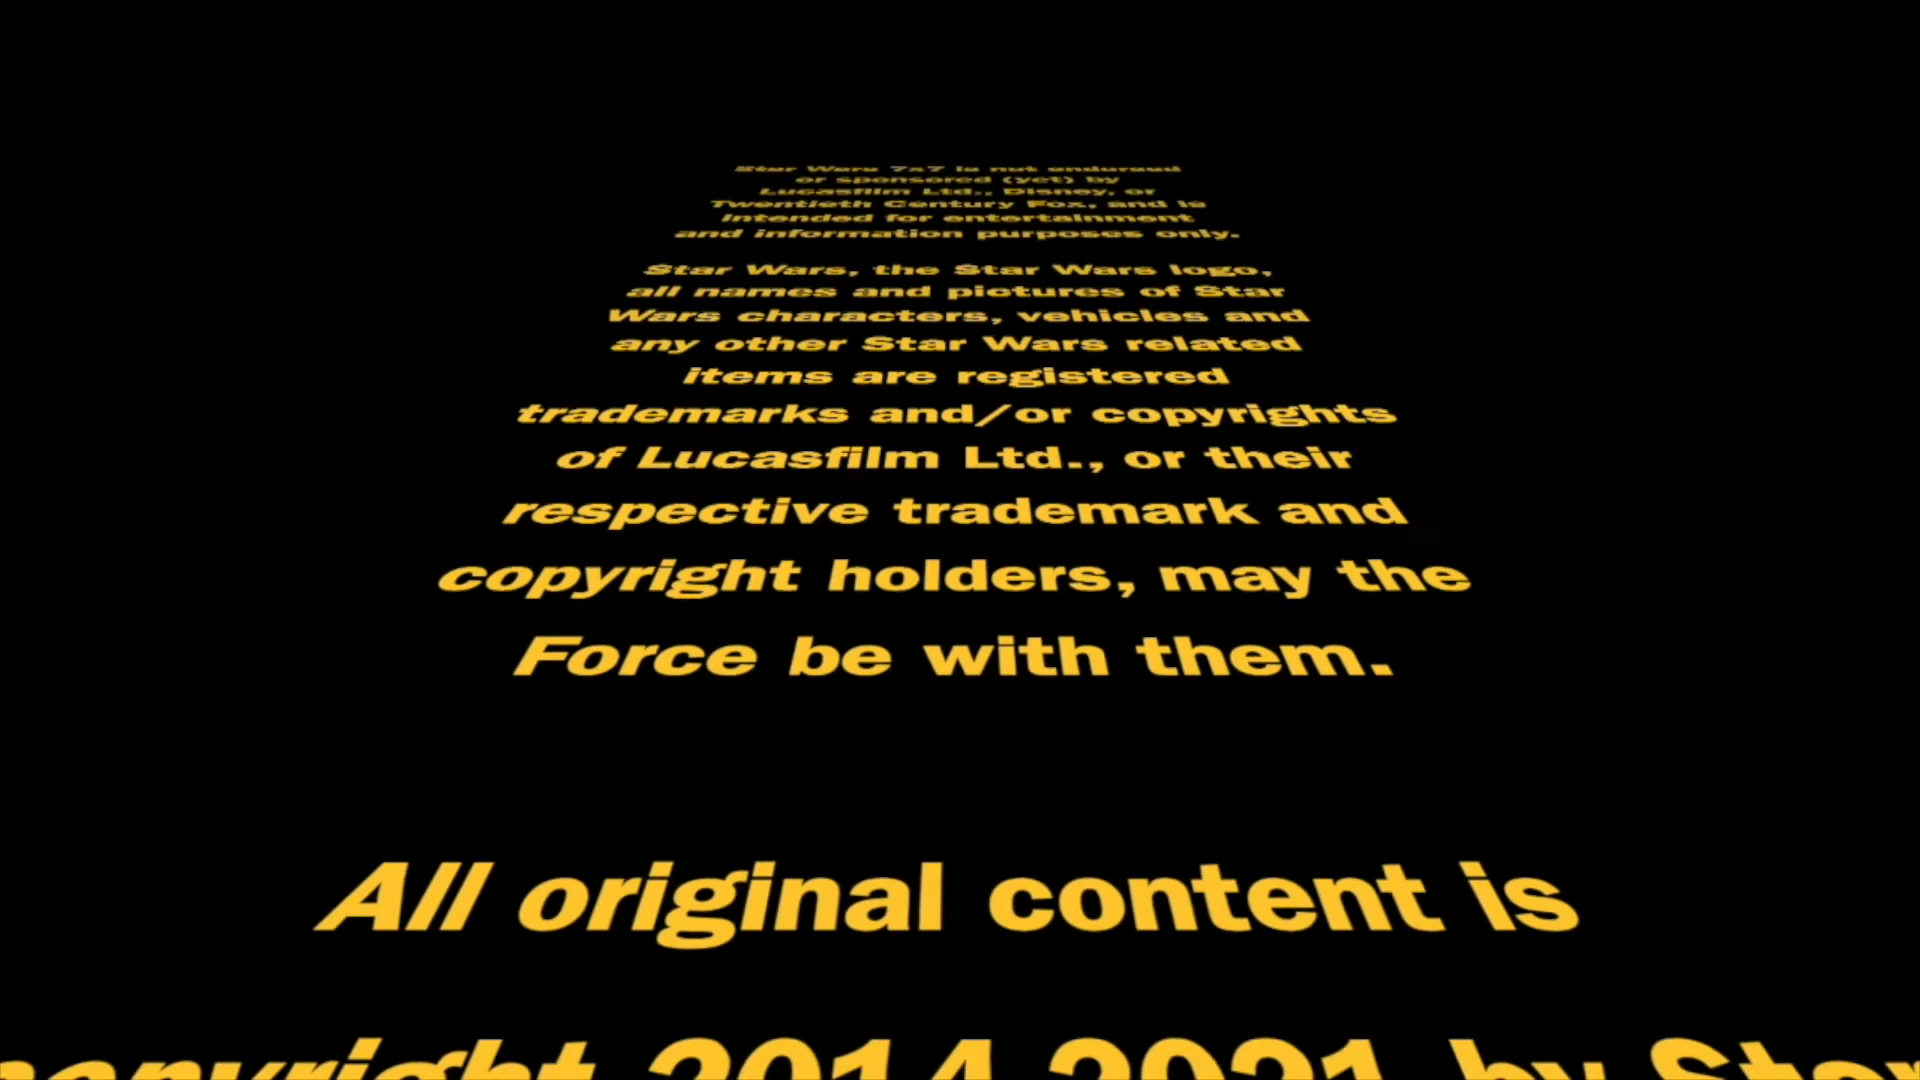 Star Wars 7x7 is not endorsed
or sponsored (yet) by
Lucasfilm Ltd., Disney, or
Twentieth Century Fox, and is
intended for entertainment
and information purposes only.
Star Wars, the Star Wars logo,
all names and pictures of Star
Wars characters, vehicles and
any other Star Wars related
items are registered
trademarks and/or copyrights
of Lucasfilm Ltd., or their
respective trademark and
copyright holders, may the
Force be with them.
All original content is
copyright 2014-2021 by Star